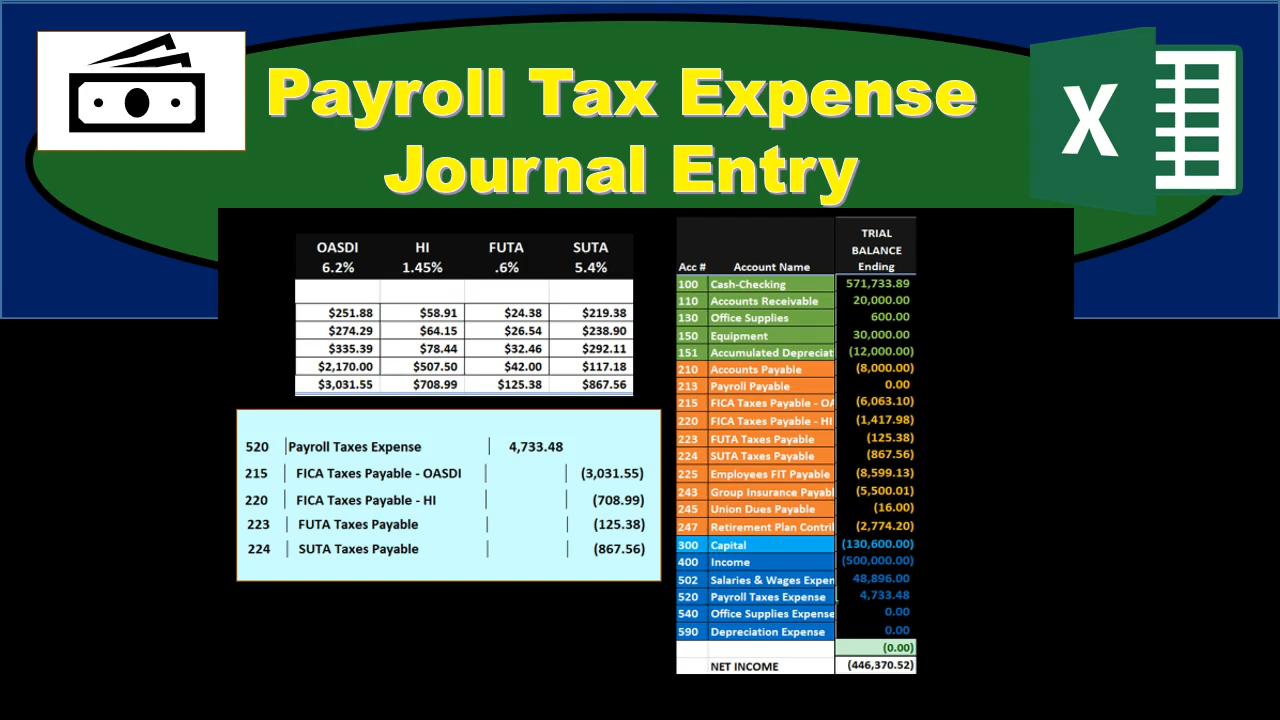 Payroll Tax Expense
Journal Entry
X
OASDI HI FUTA SUTA
6.2% 1.45% .6% 5.4%
$251.88 $58.91 $24.38 $219.38
$274.29 $64.15 $26.54 $238.90
$335.39 $78.44 $32.46 $292.11
$2,170.00 $507.50 $42.00 $117.18
$3,031.55 $708.99 $125.38 $867.56
520 Payroll Taxes Expense 4,733.48
215 FICA Taxes Payable - OASDI (3,031.55)
220 FICA Taxes Payable - HI (708.99)
223 FUTA Taxes Payable (125.38)
224 SUTA Taxes Payable (867.56)
TRIAL
BALANCE
Acc # Account Name Ending
100 Cash-Checking 571,733.89
110 Accounts Receivable 20,000.00
130 Office Supplies 600.00
150 Equipment 30,000.00
151 Accumulated Depreciat (12,000.00)
210 Accounts Payable (8,000.00)
213 Payroll Payable 0.00
215 FICA Taxes Payable - OA (6,063.10)
220 FICA Taxes Payable - HI (1,417.98)
223 FUTA Taxes Payable (125.38)
224 SUTA Taxes Payable (867.56)
225 Employees FIT Payable (8,599.13)
243 Group Insurance Payabl (5,500.01)
245 Union Dues Payable (16.00)
247 Retirement Plan Contri (2,774.20)
300 Capital (130,600.00)
400 Income (500,000.00)
502 Salaries & Wages Expen 48,896.00
520 Payroll Taxes Expense 4,733.48
540 Office Supplies Expense 0.00
590 Depreciation Expense 0.00
(0.00)
NET INCOME (446,370.52)